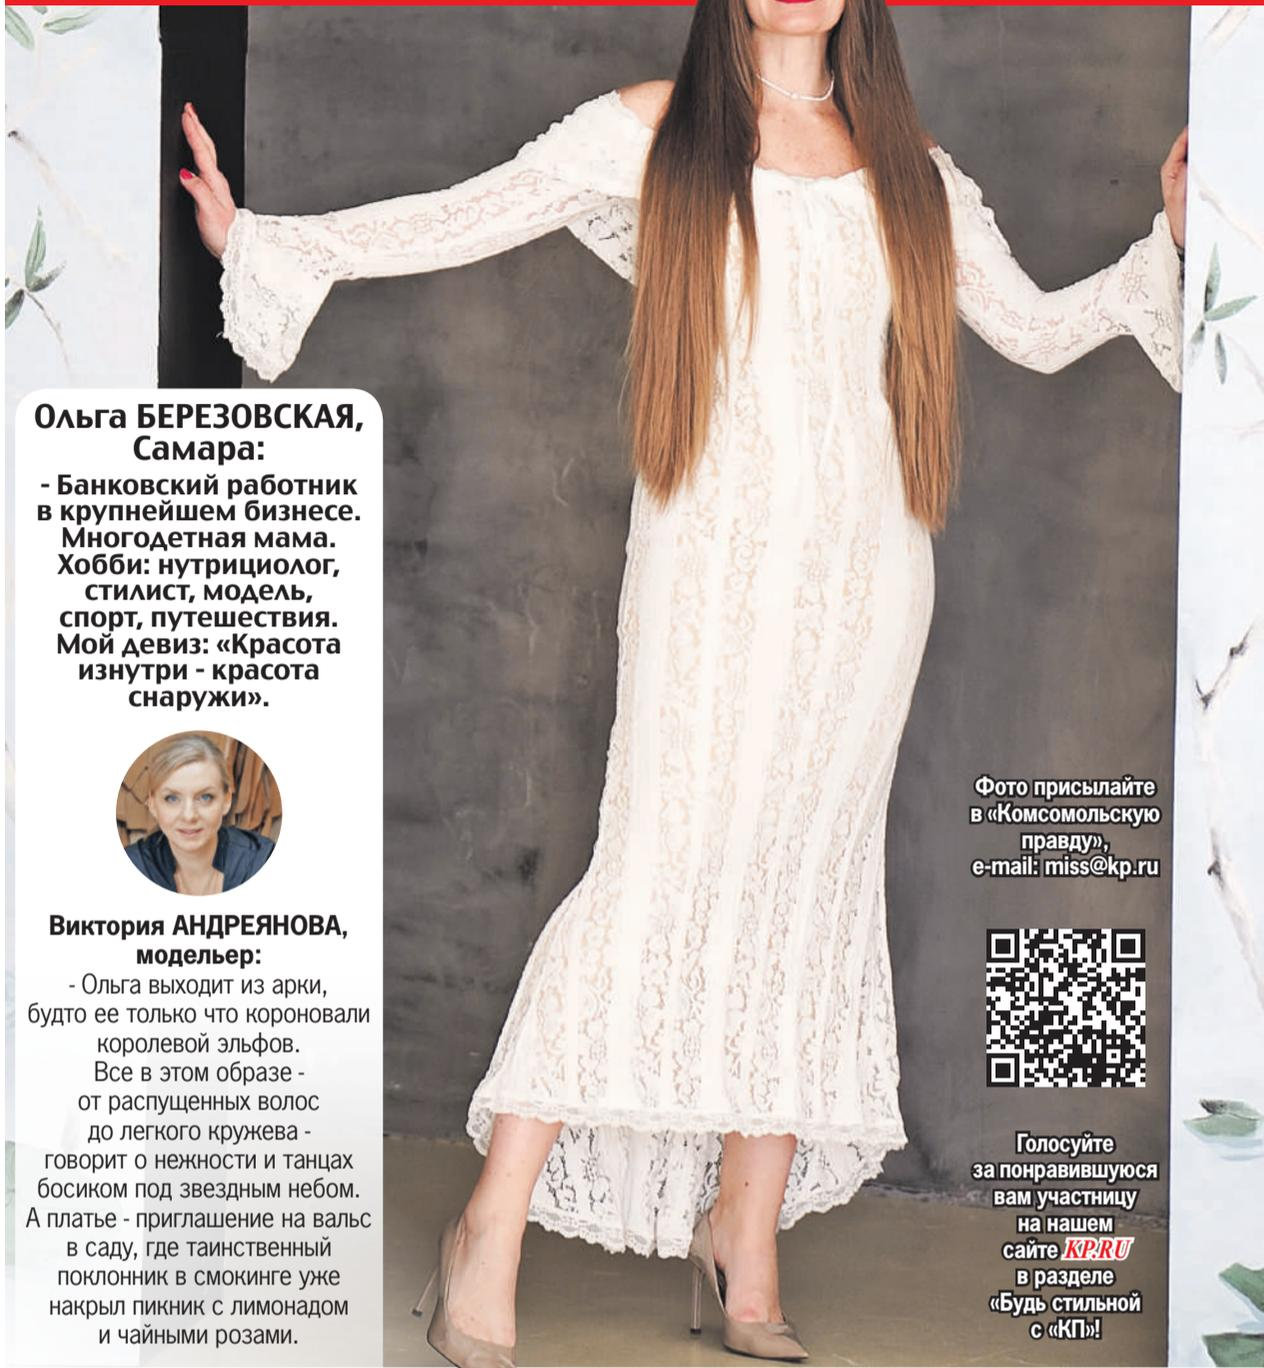 Ольга БЕРЕЗОВСКАЯ,
Самара:
- Банковский работник
в крупнейшем бизнесе.
Многодетная мама.
Хобби: нутрициолог,
стилист, модель,
спорт, путешествия.
Мой девиз: «Красота
изнутри - красота
снаружи».
Виктория АНДРЕЯНОВА,
модельер:
- Ольга выходит из арки,
будто ее только что короновали
королевой эльфов.
Все в этом образе -
от распущенных волос
до легкого кружева -
говорит о нежности и танцах
босиком под звездным небом.
А платье - приглашение на вальс
в саду, где таинственный
поклонник в смокинге уже
накрыл пикник с лимонадом
и чайными розами.
Фото присылайте
в «Комсомольскую
правду»,
e-mail: miss@kp.ru
Голосуйте
за понравившуюся
вам участницу
на нашем
сайте KP.RU
в разделе
«Будь стильной
с «КП»!